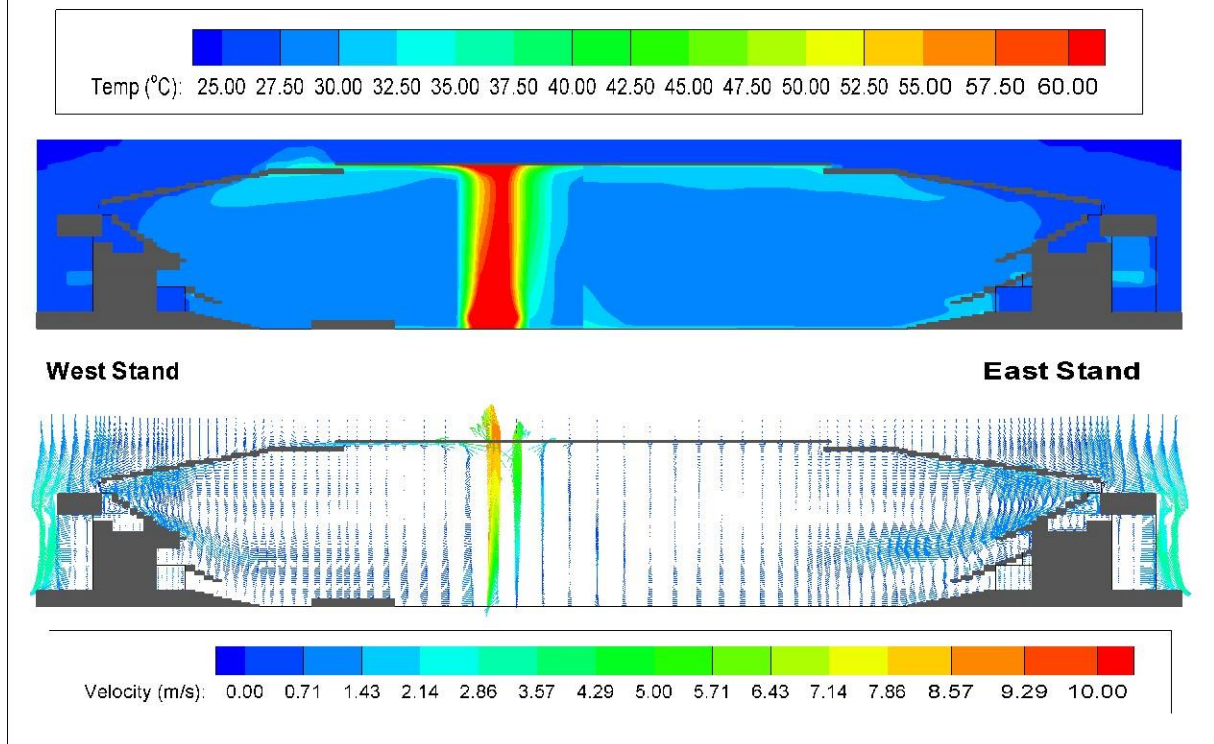 Temp (°C): 25.00 27.50 30.00 32.50 35.00 37.50 40.00 42.50 45.00 47.50 50.00 52.50 55.00 57.50 60.00
West Stand East Stand
Velocity (m/s): 0.00 0.71 1.43 2.14 2.86 3.57 4.29 5.00 5.71 6.43 7.14 7.86 8.57 9.29 10.00